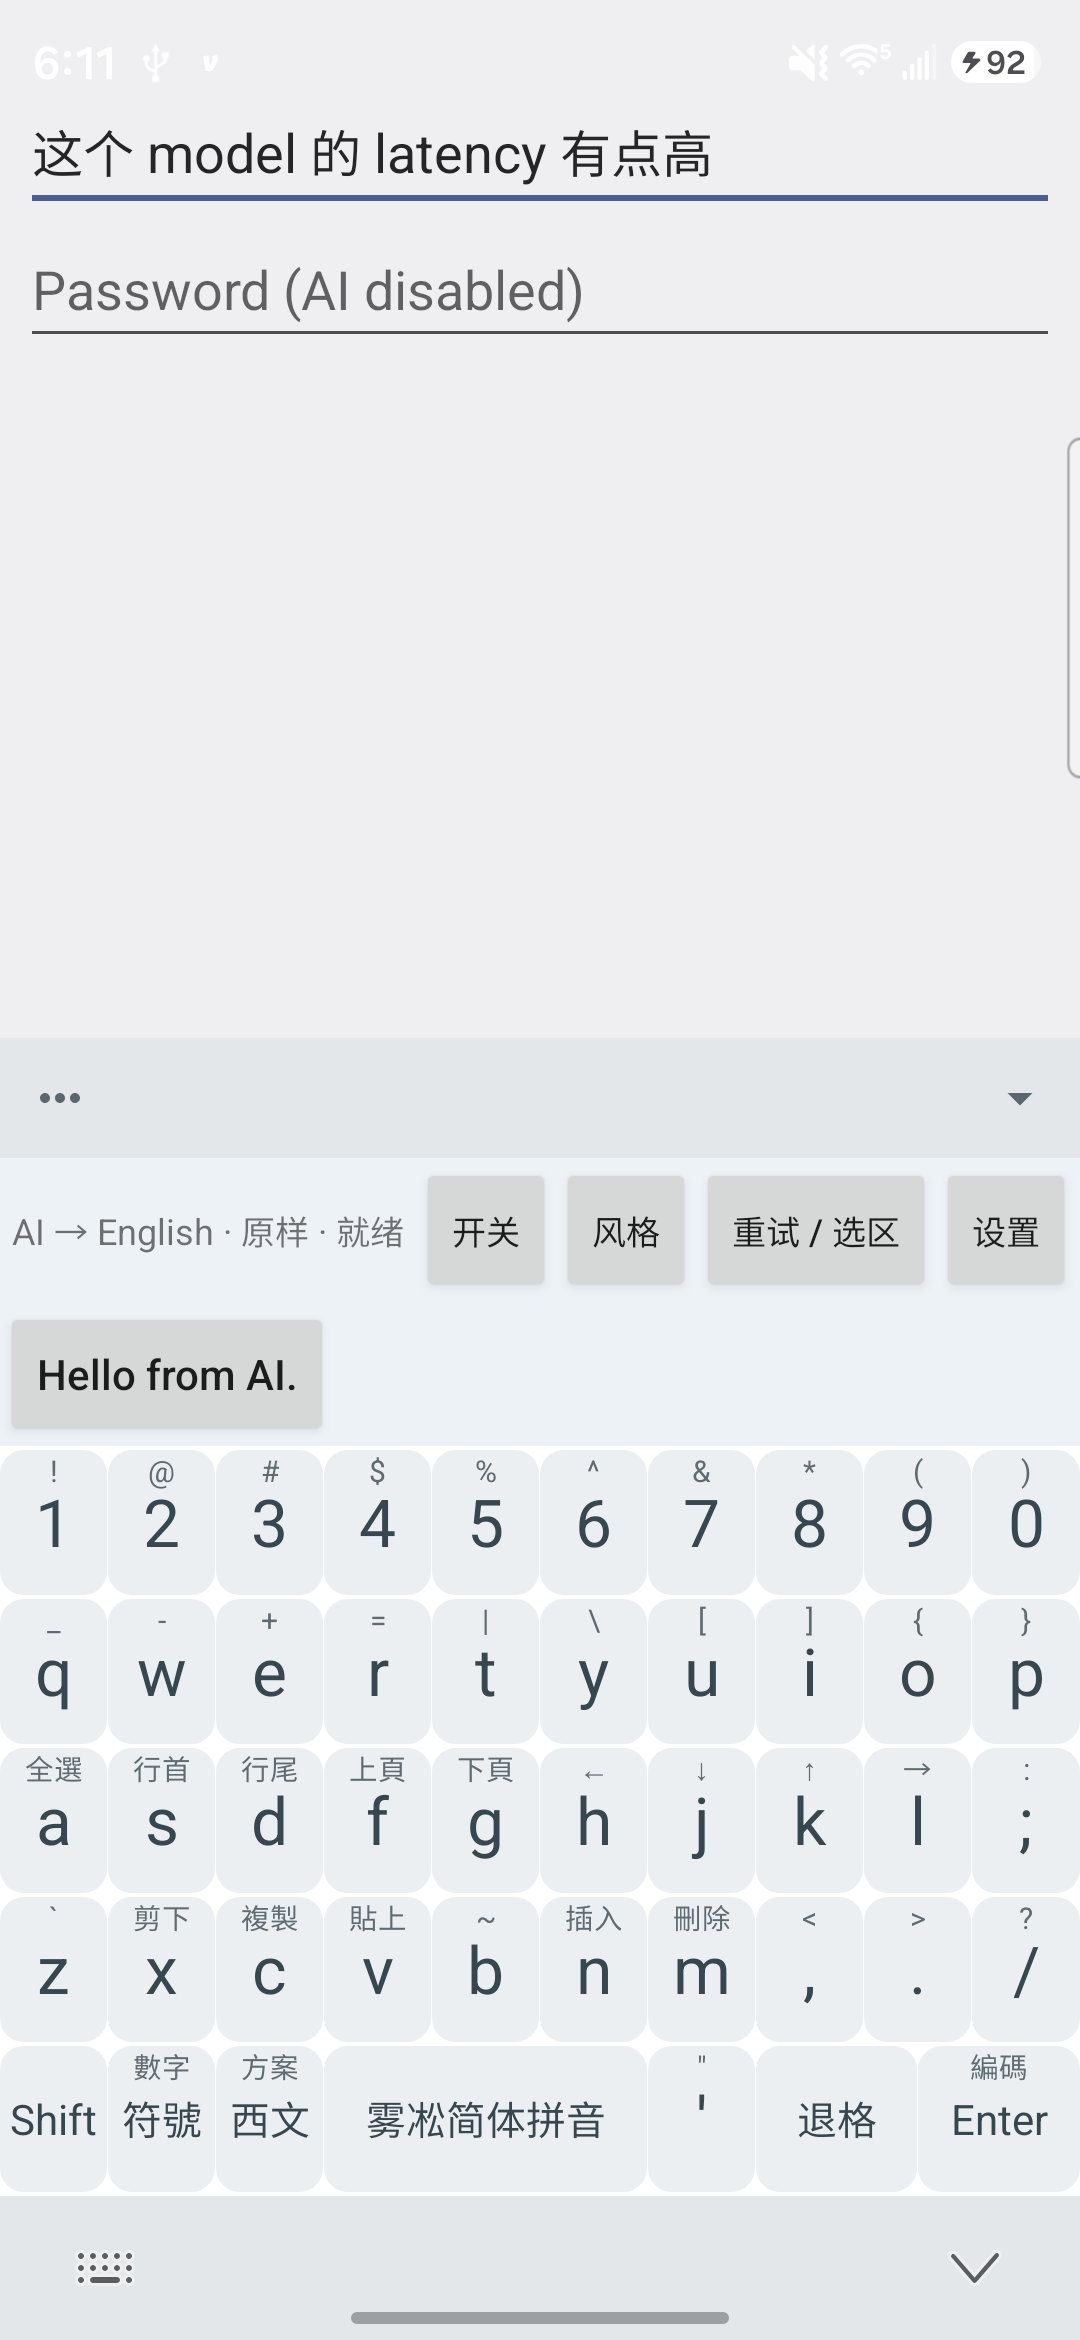 6:11 5 92
这个 model 的 latency 有点高
Password (AI disabled)
AI → English · 原样 · 就绪 开关 风格 重试 / 选区 设置
Hello from AI.
! @ # $ % ^ & * ( )
1 2 3 4 5 6 7 8 9 0
_ - + = | \ [ ] { }
q w e r t y u i o p
全選 行首 行尾 上頁 下頁 ← ↓ ↑ → :
a s d f g h j k l ;
` 剪下 複製 貼上 ~ 插入 刪除 < > ?
z x c v b n m , . /
數字 方案 " 編碼
Shift 符號 西文 雾凇简体拼音 ' 退格 Enter